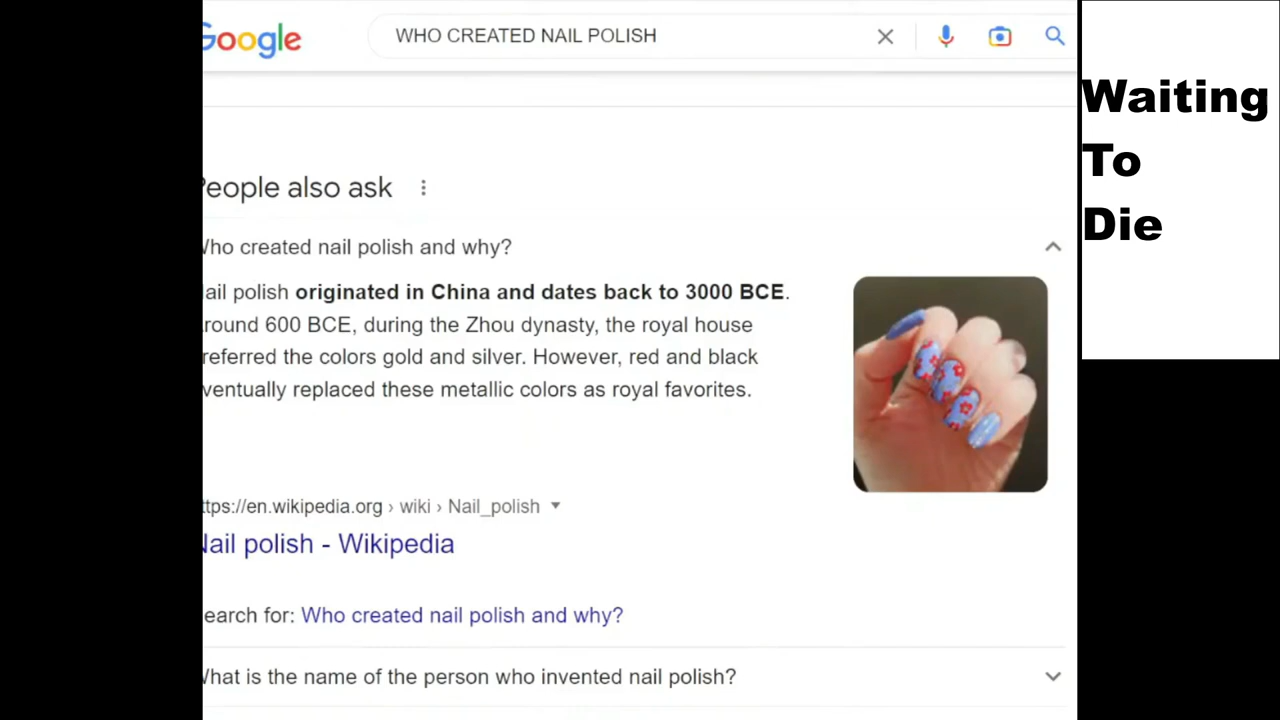 Google
WHO CREATED NAIL POLISH
Waiting
To
Die
eople also ask
ho created nail polish and why?
ail polish originated in China and dates back to 3000 BCE.
round 600 BCE, during the Zhou dynasty, the royal house
referred the colors gold and silver. However, red and black
ventually replaced these metallic colors as royal favorites.
ttps://en.wikipedia.org › wiki › Nail_polish
Nail polish - Wikipedia
earch for: Who created nail polish and why?
hat is the name of the person who invented nail polish?